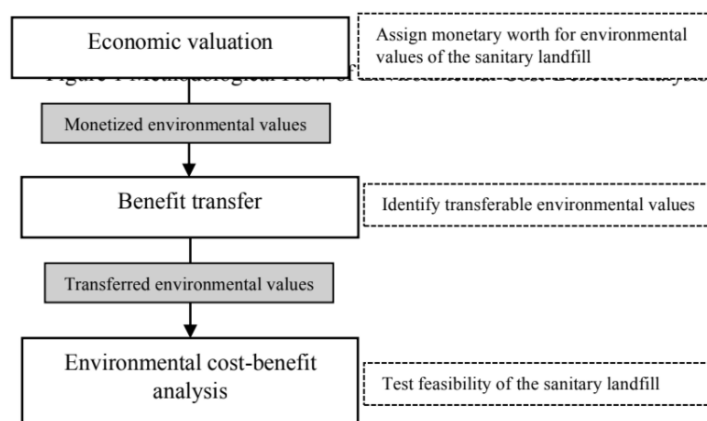 Economic valuation
Assign monetary worth for environmental
values of the sanitary landfill
Monetized environmental values
Benefit transfer
Identify transferable environmental values
Transferred environmental values
Environmental cost-benefit
analysis
Test feasibility of the sanitary landfill